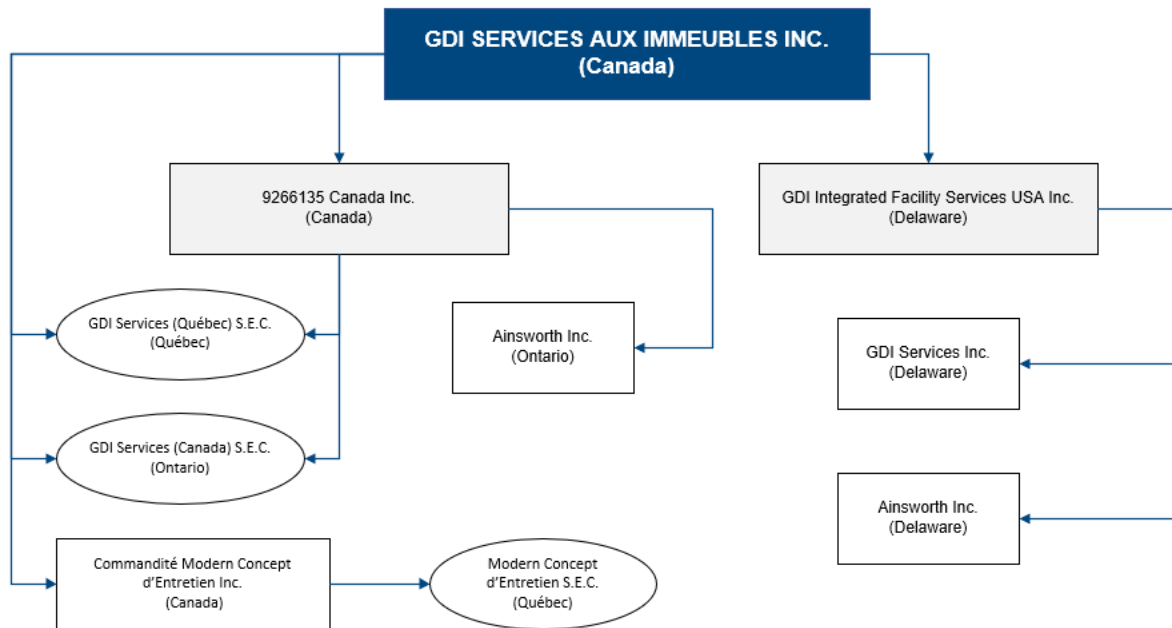 GDI SERVICES AUX IMMEUBLES INC.
(Canada)
9266135 Canada Inc.
(Canada)
GDI Integrated Facility Services USA Inc.
(Delaware)
GDI Services (Québec) S.E.C.
(Québec)
Ainsworth Inc.
(Ontario)
GDI Services Inc.
(Delaware)
GDI Services (Canada) S.E.C.
(Ontario)
Ainsworth Inc.
(Delaware)
Commandité Modern Concept
d’Entretien Inc.
(Canada)
Modern Concept
d’Entretien S.E.C.
(Québec)